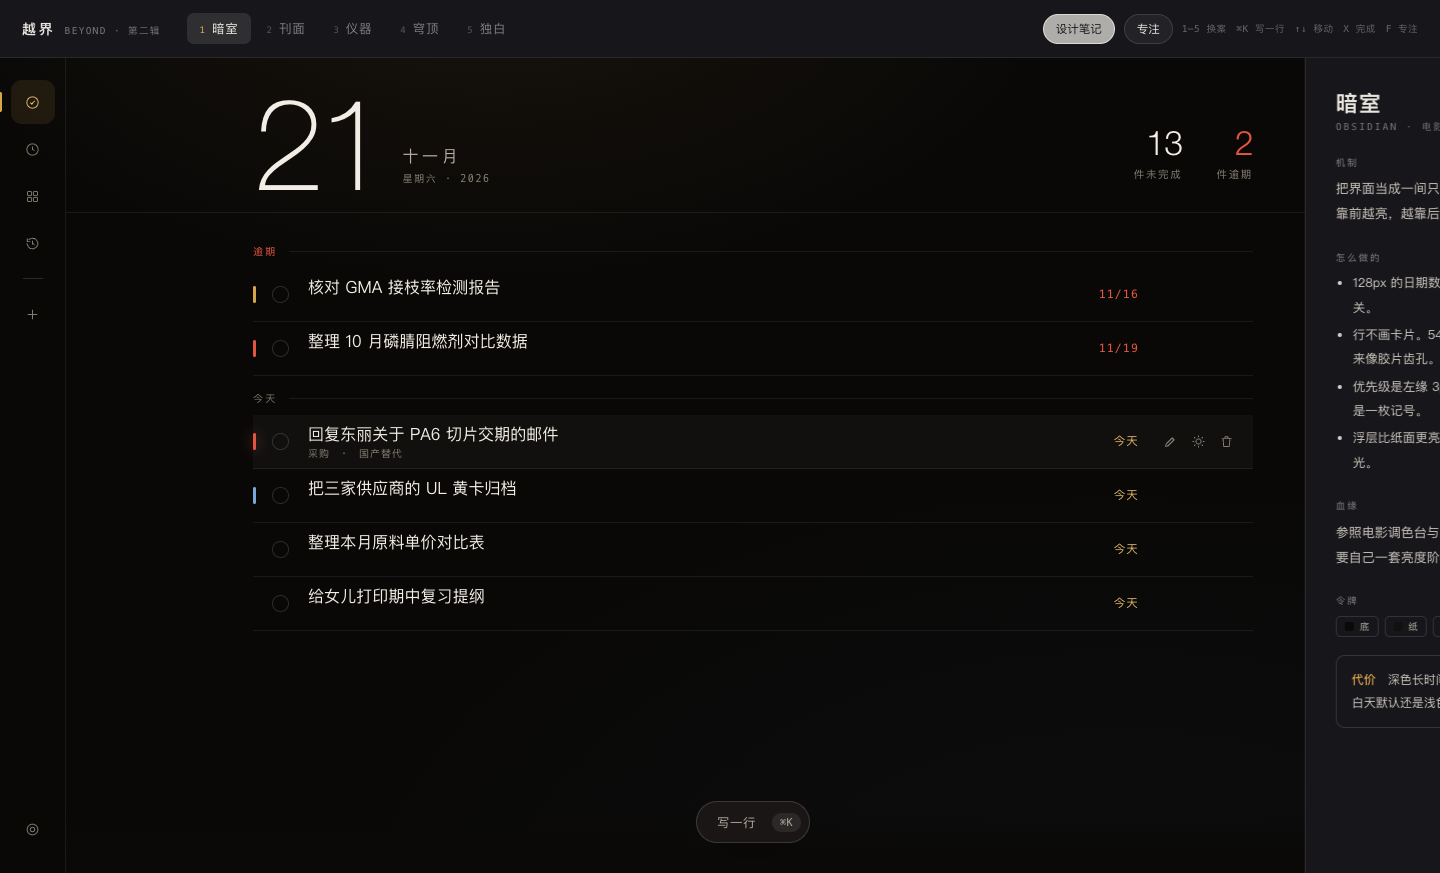 越界 BEYOND · 第二辑
1 暗室 2 刊面 3 仪器 4 穹顶 5 独白
设计笔记 专注 1—5 换案 ⌘K 写一行 ↑↓ 移动 X 完成 F 专注
21
十一月
星期六 · 2026
13 2
件未完成 件逾期
逾期
核对 GMA 接枝率检测报告 11/16
整理 10 月磷腈阻燃剂对比数据 11/19
今天
回复东丽关于 PA6 切片交期的邮件 今天
采购 · 国产替代
把三家供应商的 UL 黄卡归档 今天
整理本月原料单价对比表 今天
给女儿打印期中复习提纲 今天
写一行 ⌘K
暗室
OBSIDIAN · 电影
机制
把界面当成一间只
靠前越亮，越靠后
怎么做的
• 128px 的日期数
关。
• 行不画卡片。54
来像胶片齿孔。
• 优先级是左缘 3
是一枚记号。
• 浮层比纸面更亮
光。
血缘
参照电影调色台与
要自己一套亮度阶
令牌
底 纸
代价 深色长时间
白天默认还是浅色